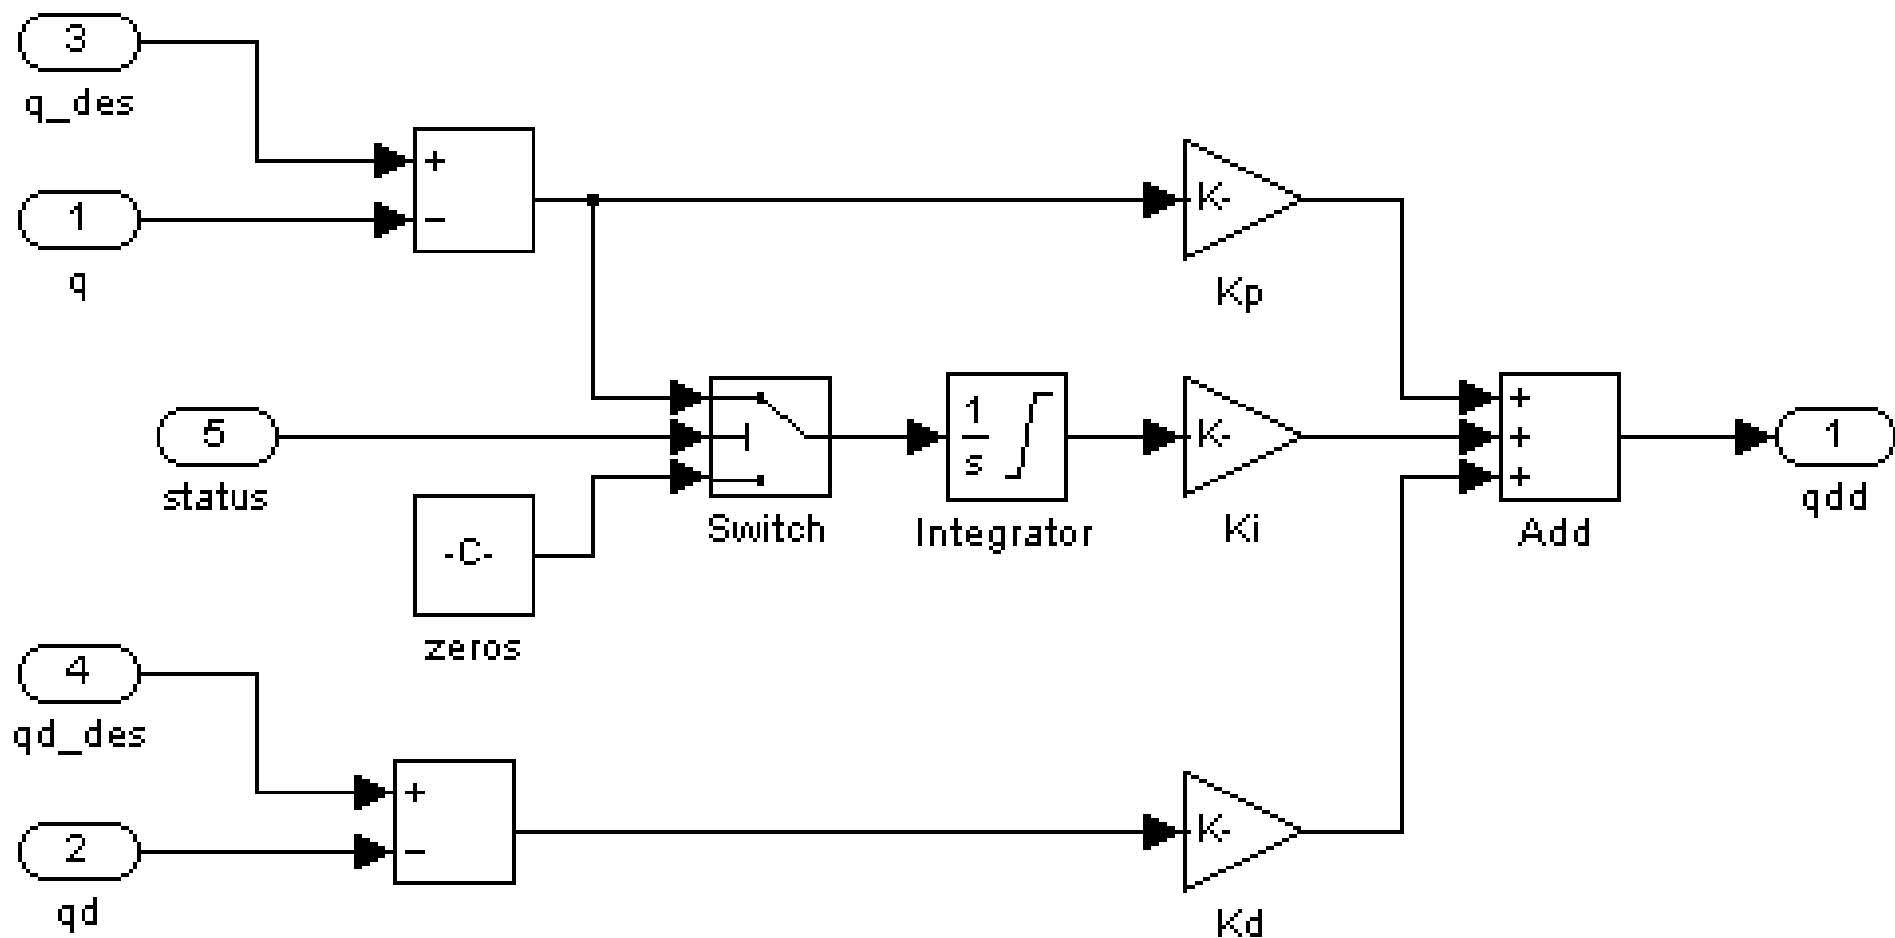 3
q_des
+
1
−
q
K-
Kp
5
status
-C-
zeros
Switch
1
s
Integrator
K-
Ki
+
+
+
Add
1
qdd
4
qd_des
+
2
−
qd
K-
Kd